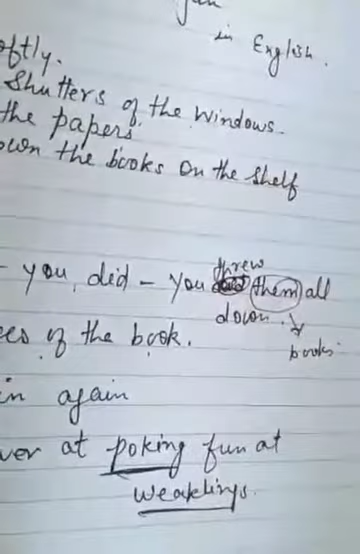 in English.
oftly.
Shutters of the windows.
the papers.
own the books on the shelf
- you, did - you threw them all
down. books.
es of the book.
in again
ver at poking fun at
weaklings.